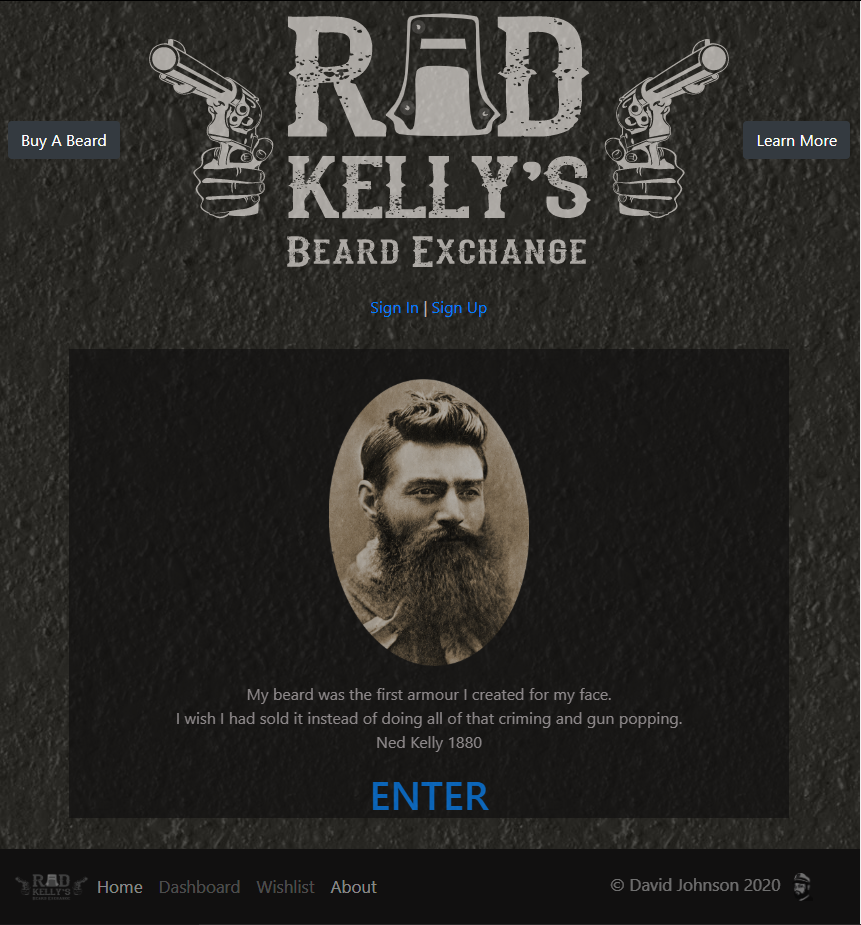 RAD
KELLY'S
BEARD EXCHANGE
Buy A Beard
Learn More
Sign In | Sign Up
My beard was the first armour I created for my face.
I wish I had sold it instead of doing all of that criming and gun popping.
Ned Kelly 1880
ENTER
RAD
KELLY'S
BEARD EXCHANGE
Home Dashboard Wishlist About
© David Johnson 2020